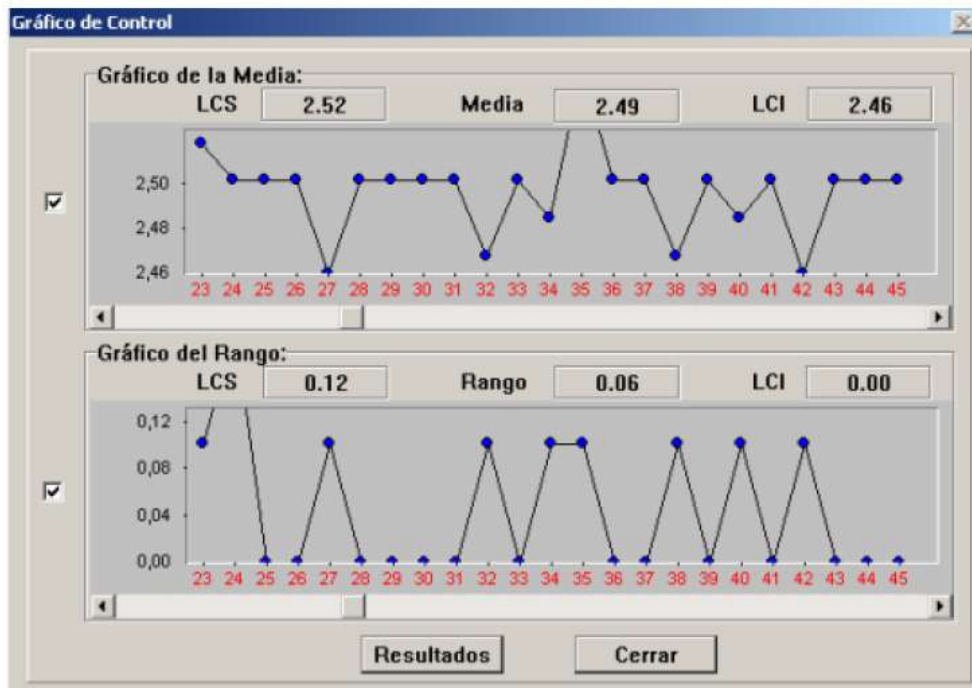 Gráfico de Control
Gráfico de la Media:
LCS 2.52 Media 2.49 LCI 2.46
2,50
2,48
2,46
23 24 25 26 27 28 29 30 31 32 33 34 35 36 37 38 39 40 41 42 43 44 45
Gráfico del Rango:
LCS 0.12 Rango 0.06 LCI 0.00
0,12
0,08
0,04
0,00
23 24 25 26 27 28 29 30 31 32 33 34 35 36 37 38 39 40 41 42 43 44 45
Resultados Cerrar